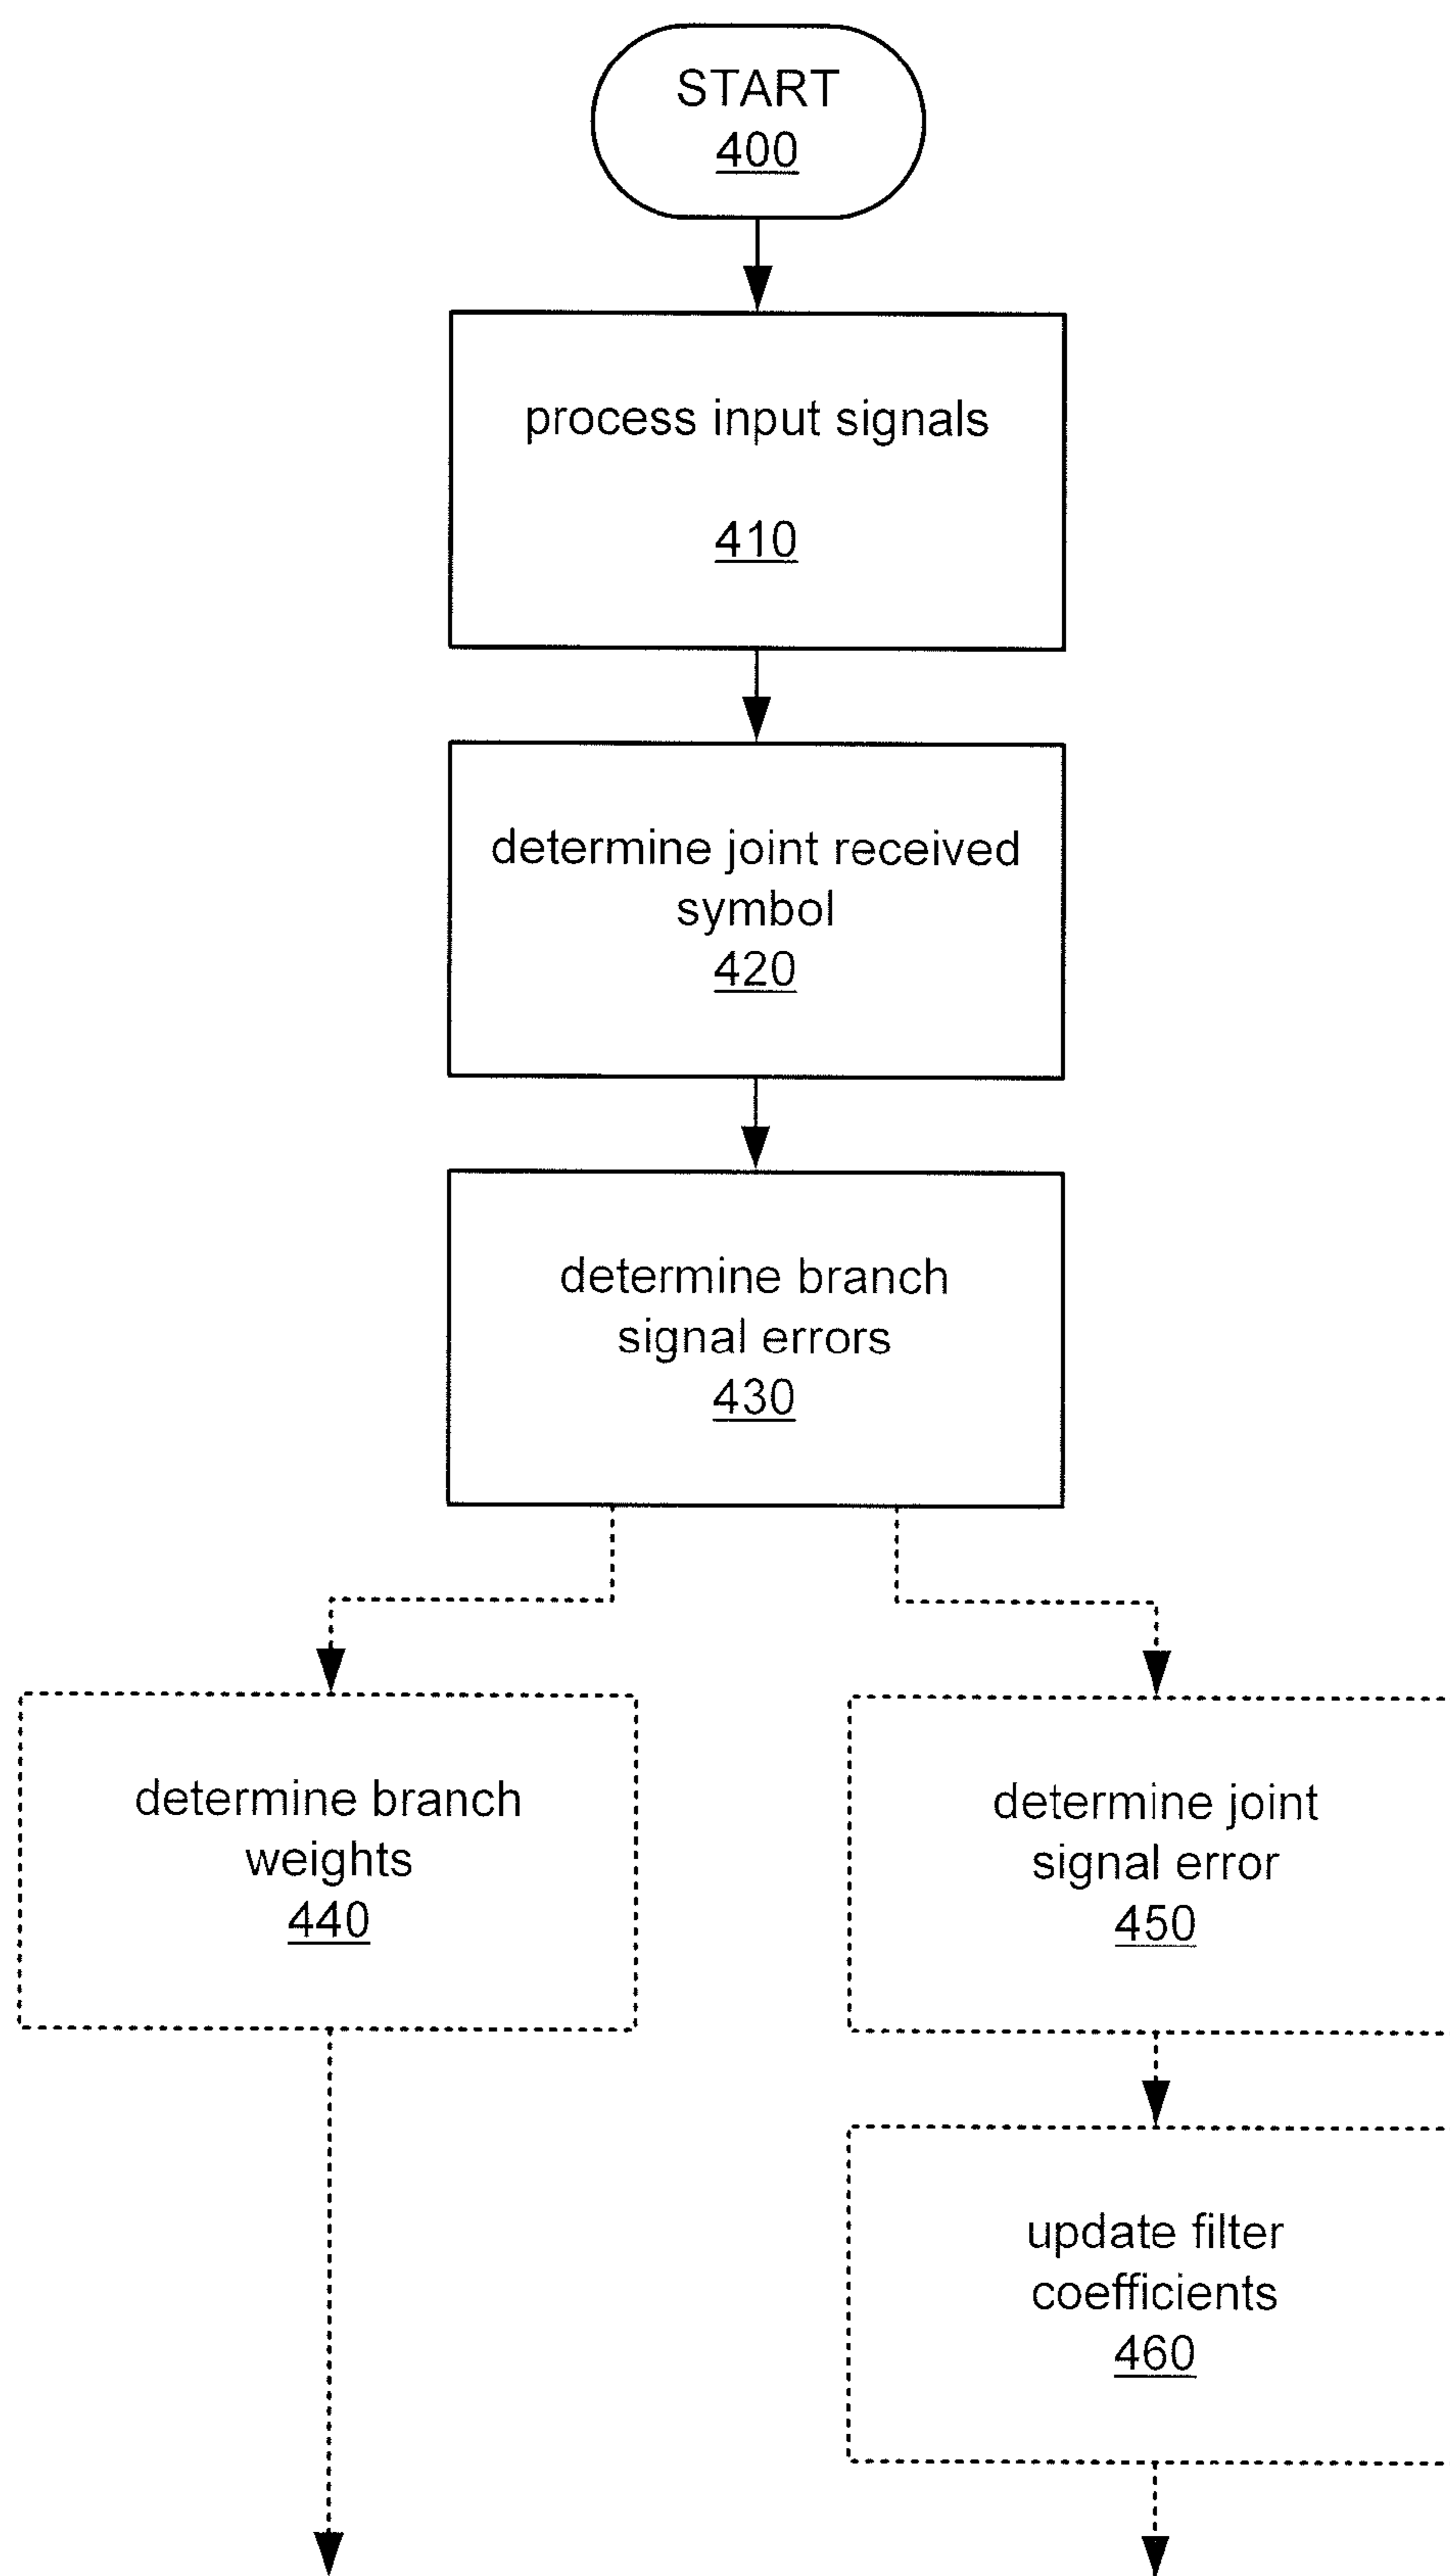 START
400
process input signals
410
determine joint received
symbol
420
determine branch
signal errors
430
determine branch
weights
440
determine joint
signal error
450
update filter
coefficients
460